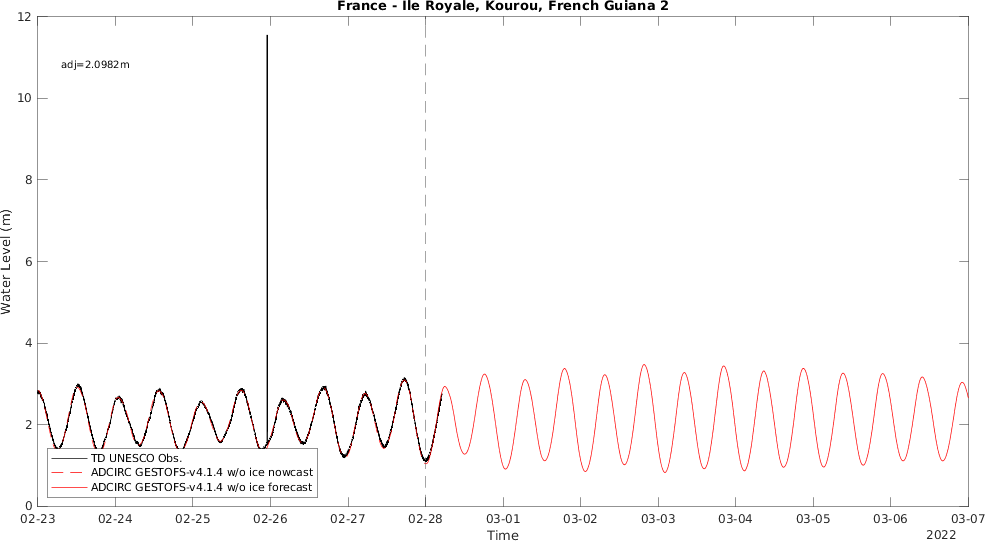 France - Ile Royale, Kourou, French Guiana 2
12
10
8
6
4
2
0
Water Level (m)
adj=2.0982m
TD UNESCO Obs.
ADCIRC GESTOFS-v4.1.4 w/o ice nowcast
ADCIRC GESTOFS-v4.1.4 w/o ice forecast
02-23 02-24 02-25 02-26 02-27 02-28 03-01 03-02 03-03 03-04 03-05 03-06 03-07
Time
2022